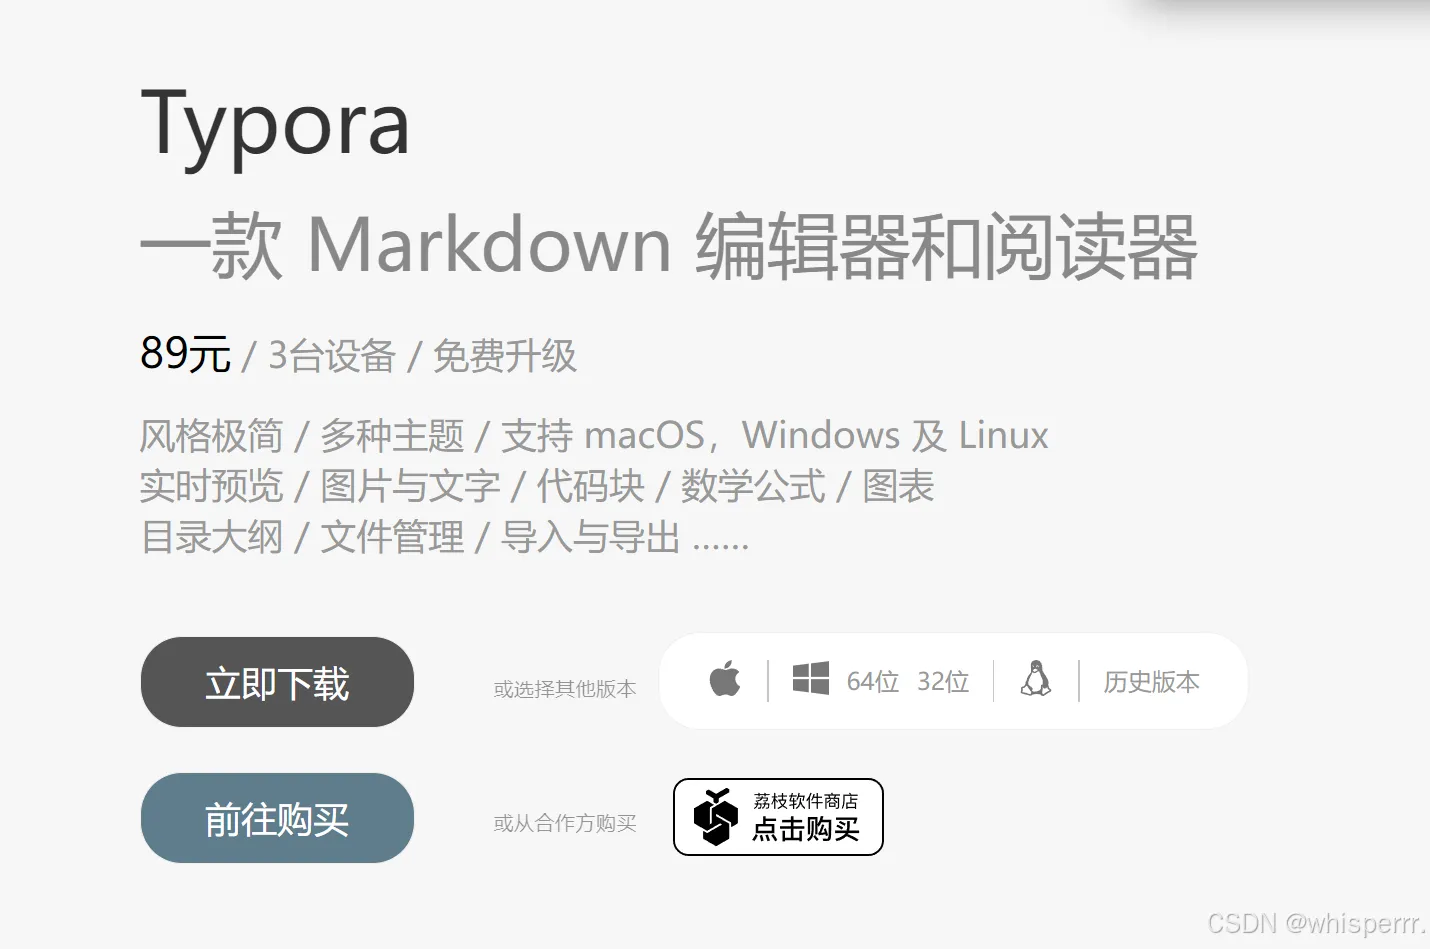 Typora
一款 Markdown 编辑器和阅读器
89元 / 3台设备 / 免费升级
风格极简 / 多种主题 / 支持 macOS，Windows 及 Linux
实时预览 / 图片与文字 / 代码块 / 数学公式 / 图表
目录大纲 / 文件管理 / 导入与导出 ……
立即下载 或选择其他版本 64位 32位 历史版本
前往购买 或从合作方购买 荔枝软件商店
点击购买
CSDN @whisperrr.